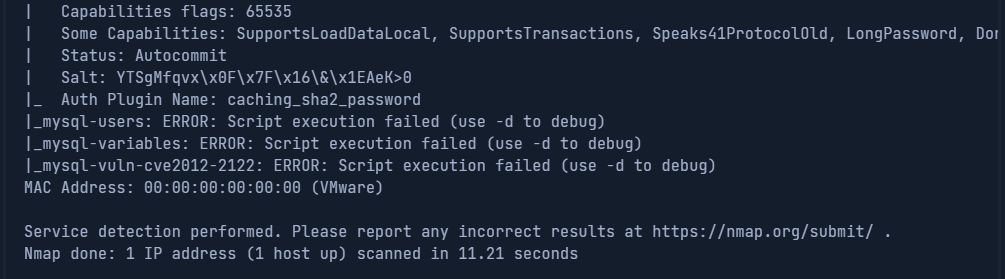 |   Capabilities flags: 65535
|   Some Capabilities: SupportsLoadDataLocal, SupportsTransactions, Speaks41ProtocolOld, LongPassword,
|   Status: Autocommit
|   Salt: YTSgMfqvx\x0F\x7F\x16\&\x1EAeK>0
|_  Auth Plugin Name: caching_sha2_password
|_mysql-users: ERROR: Script execution failed (use -d to debug)
|_mysql-variables: ERROR: Script execution failed (use -d to debug)
|_mysql-vuln-cve2012-2122: ERROR: Script execution failed (use -d to debug)
MAC Address: 00:00:00:00:00:00 (VMware)

Service detection performed. Please report any incorrect results at https://nmap.org/submit/ .
Nmap done: 1 IP address (1 host up) scanned in 11.21 seconds